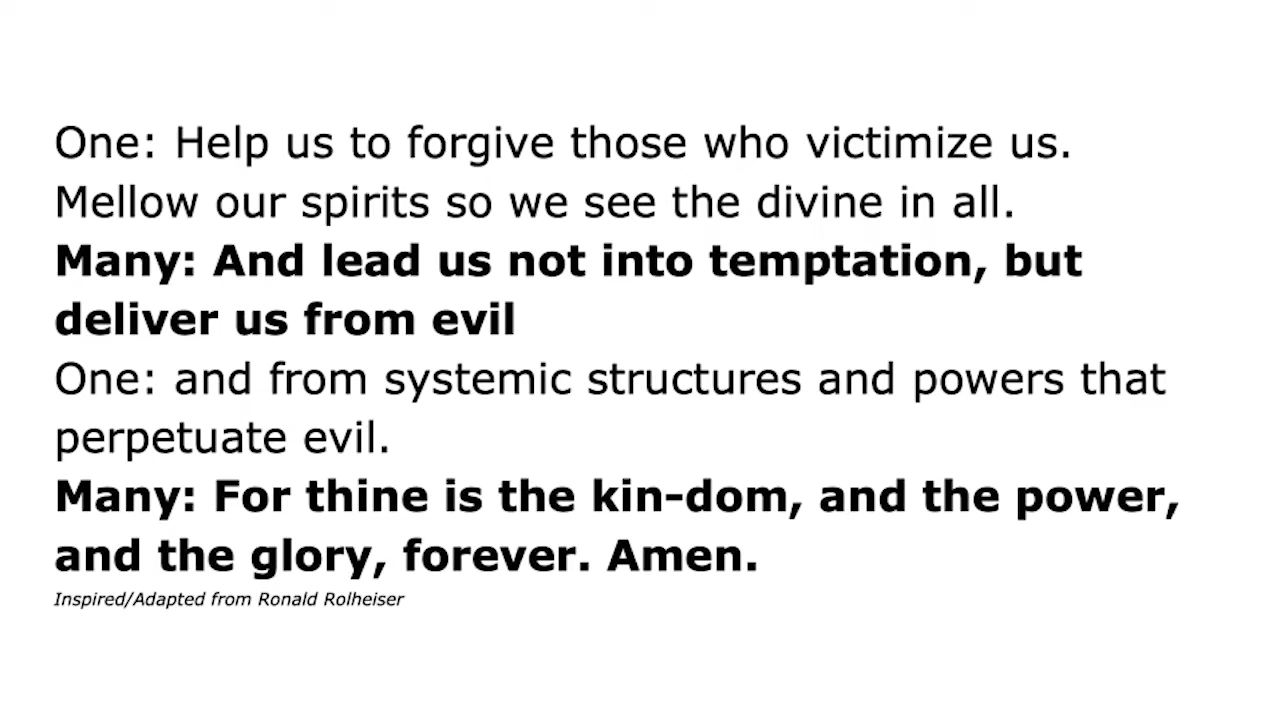 One: Help us to forgive those who victimize us.
Mellow our spirits so we see the divine in all.
Many: And lead us not into temptation, but
deliver us from evil
One: and from systemic structures and powers that
perpetuate evil.
Many: For thine is the kin-dom, and the power,
and the glory, forever. Amen.
Inspired/Adapted from Ronald Rolheiser